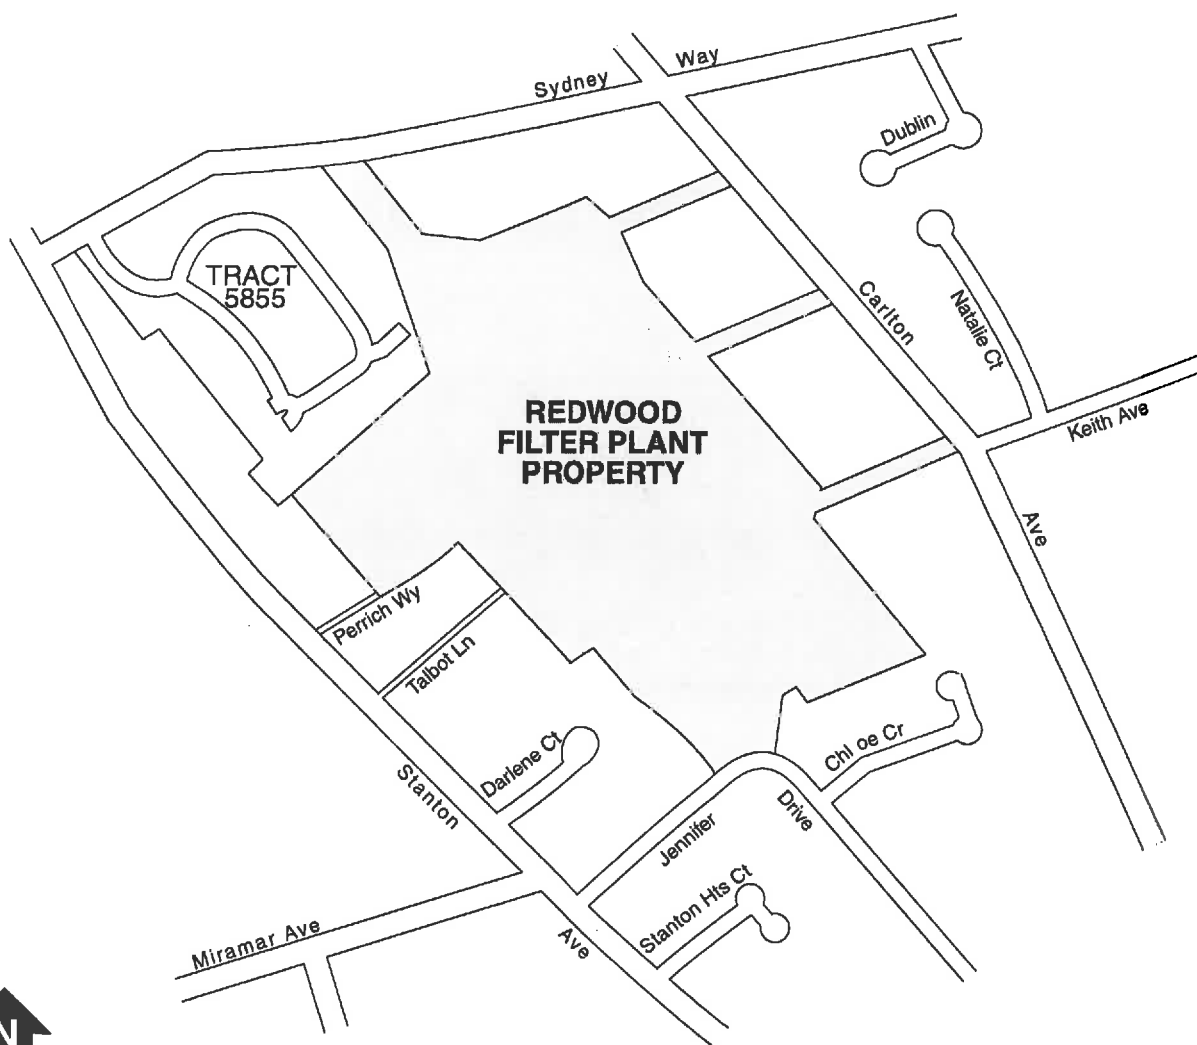 Sydney Way
Dublin
TRACT
5855
Carlton
Natalie Ct
Keith Ave
REDWOOD
FILTER PLANT
PROPERTY
Ave
Perrich Wy
Talbot Ln
Darlene Ct
Chl oe Cr
Stanton
Jennifer
Drive
Stanton Hts Ct
Miramar Ave
Ave
N